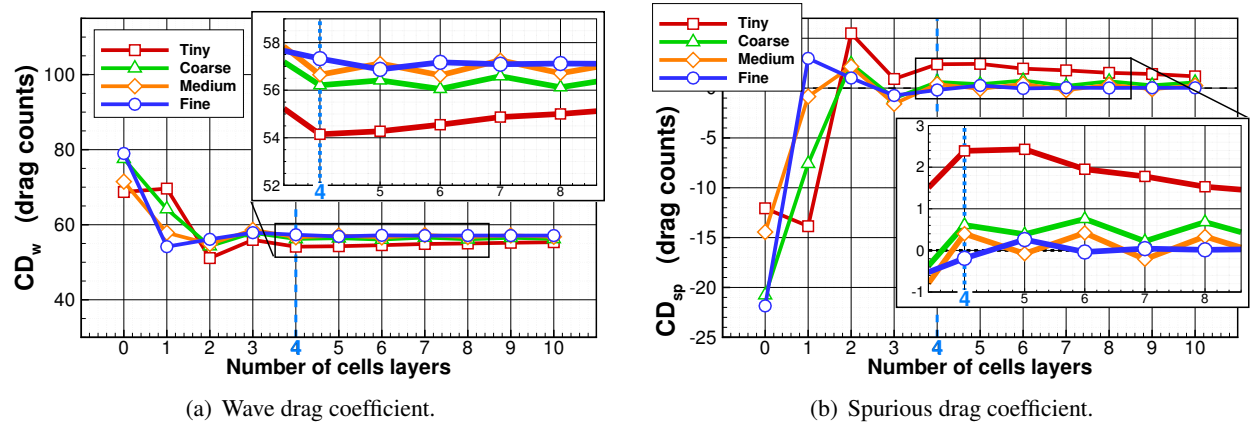 CD_w (drag counts)
100
80
60
40
0 1 2 3 4 5 6 7 8 9 10
Number of cells layers
Tiny
Coarse
Medium
Fine
58
56
54
52
4 5 6 7 8
(a) Wave drag coefficient.
CD_sp (drag counts)
Tiny
Coarse
Medium
Fine
-5
-10
-15
-20
-25
0 1 2 3 4 5 6 7 8 9 10
Number of cells layers
3
2
1
0
-1
4 5 6 7 8
(b) Spurious drag coefficient.